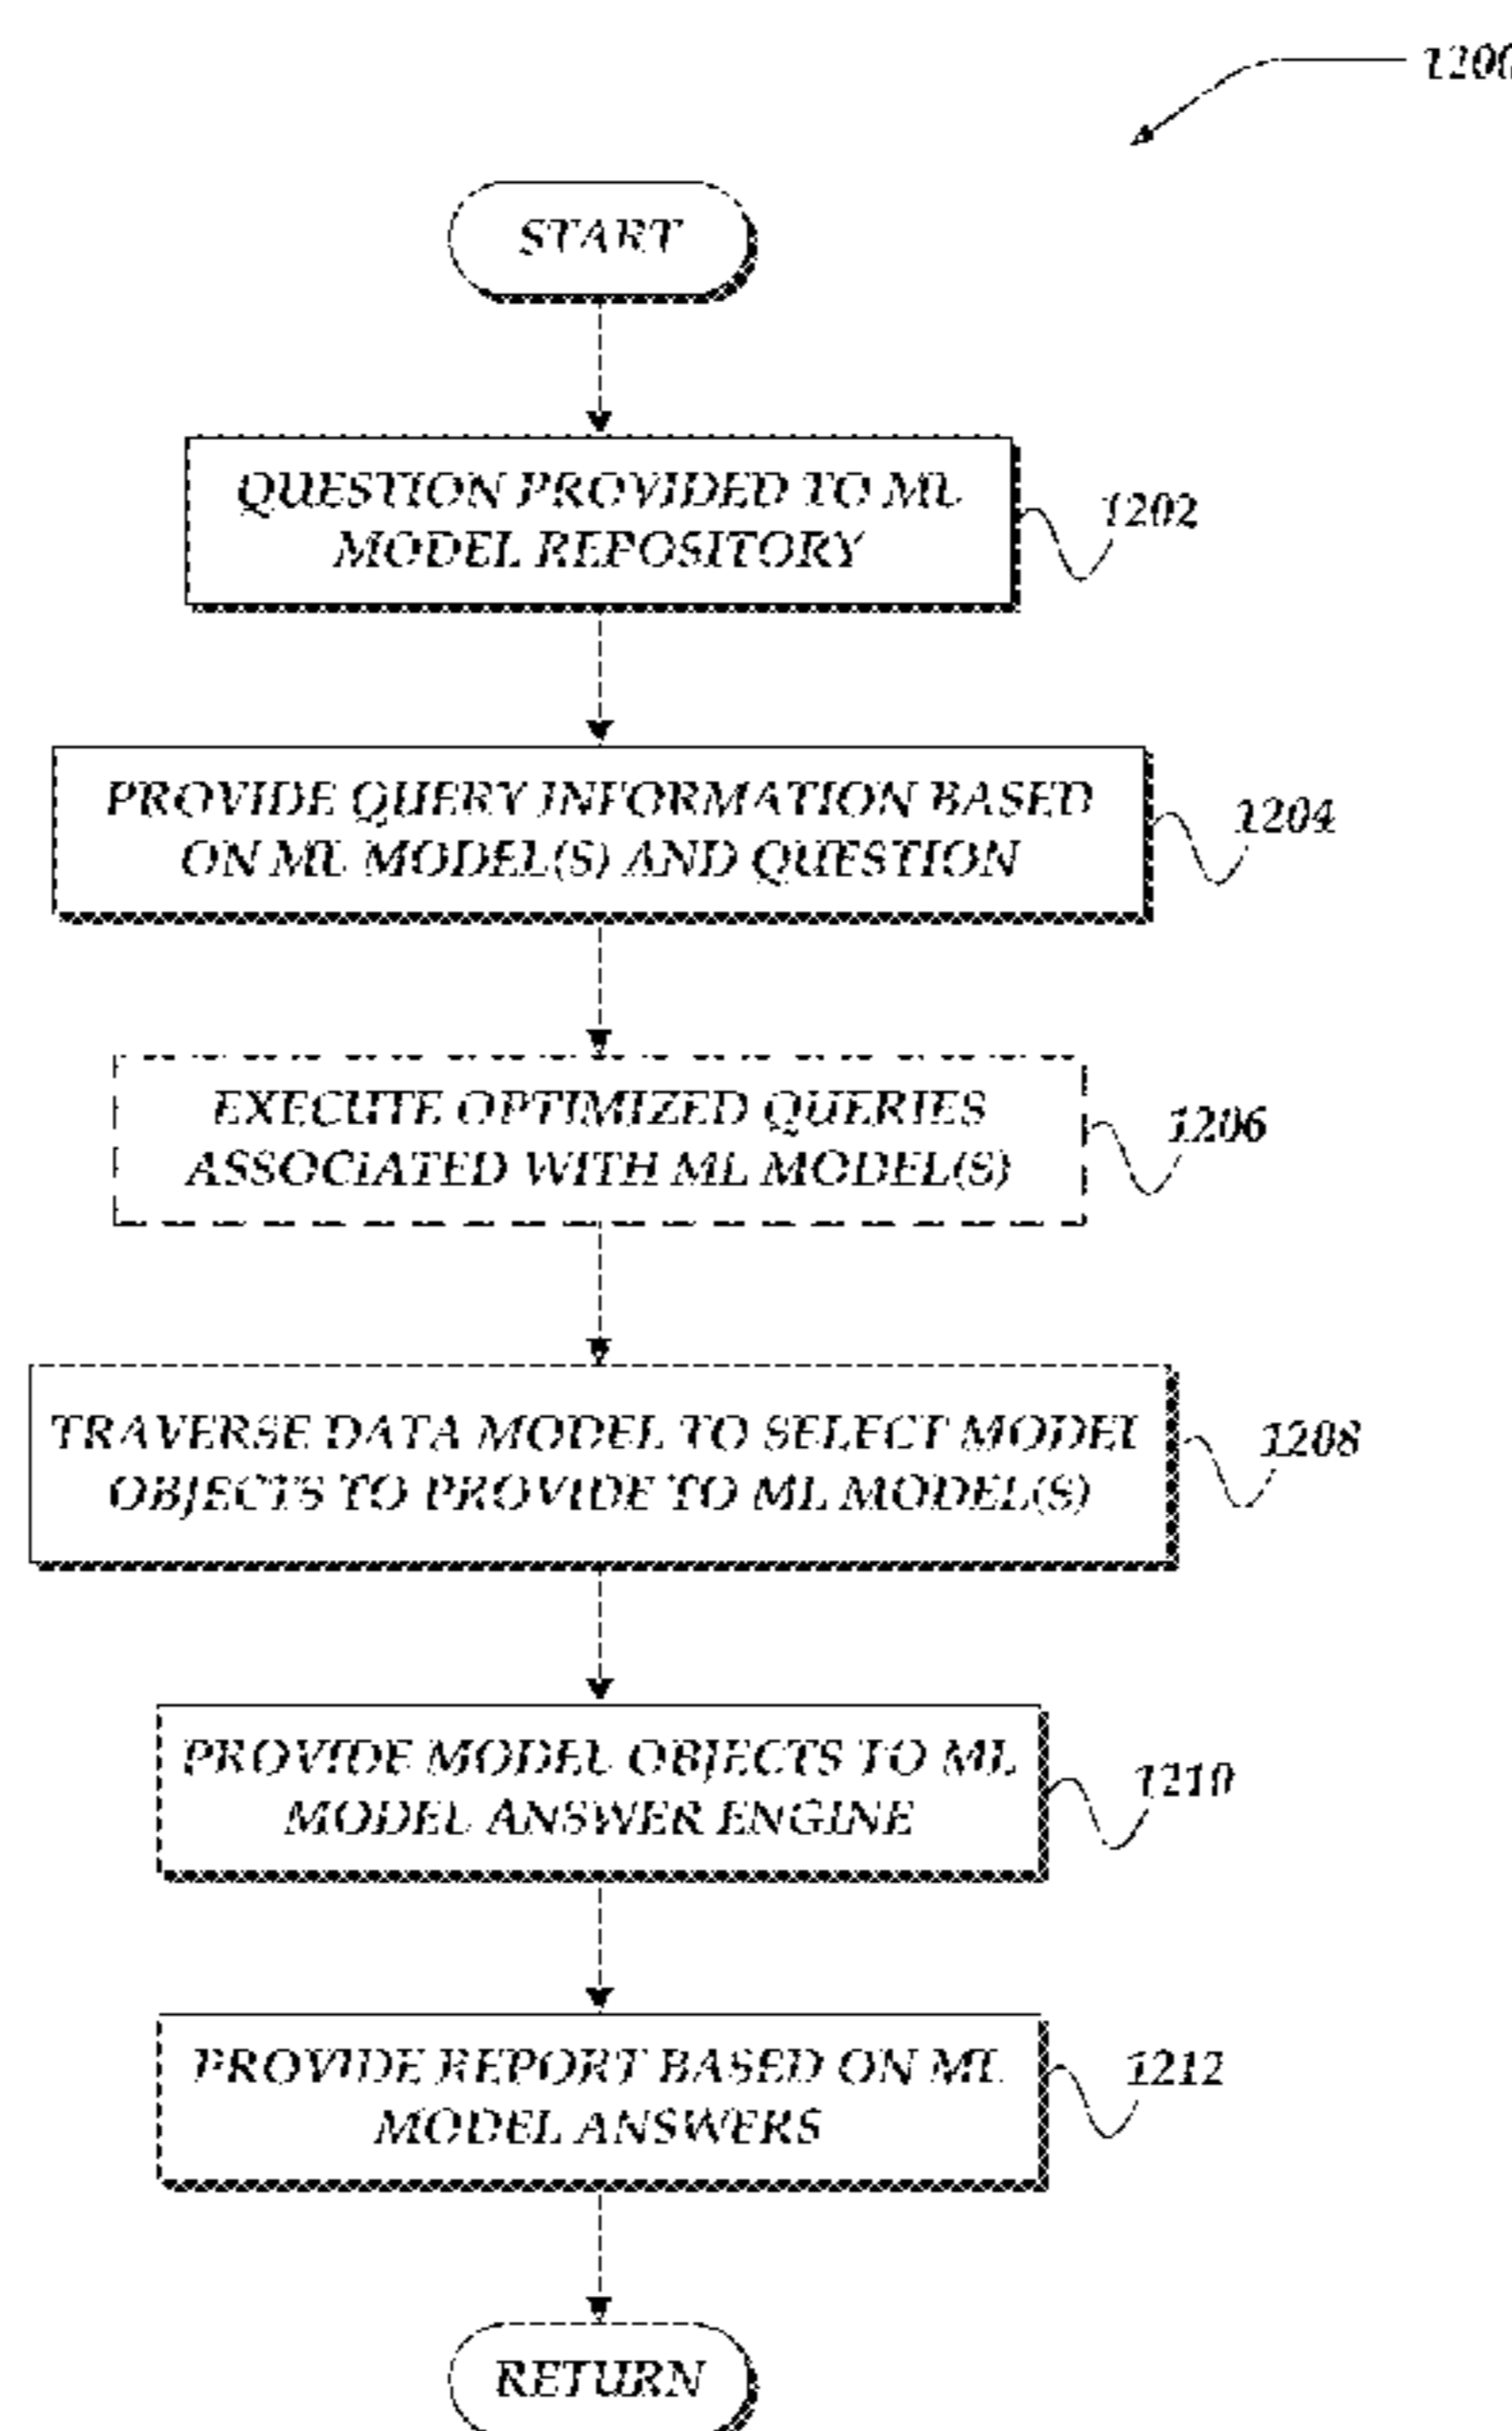 1200
START
QUESTION PROVIDED TO ML
MODEL REPOSITORY
1202
PROVIDE QUERY INFORMATION BASED
ON ML MODEL(S) AND QUESTION
1204
EXECUTE OPTIMIZED QUERIES
ASSOCIATED WITH ML MODEL(S)
1206
TRAVERSE DATA MODEL TO SELECT MODEL
OBJECTS TO PROVIDE TO ML MODEL(S)
1208
PROVIDE MODEL OBJECTS TO ML
MODEL ANSWER ENGINE
1210
PROVIDE REPORT BASED ON ML
MODEL ANSWERS
1212
RETURN